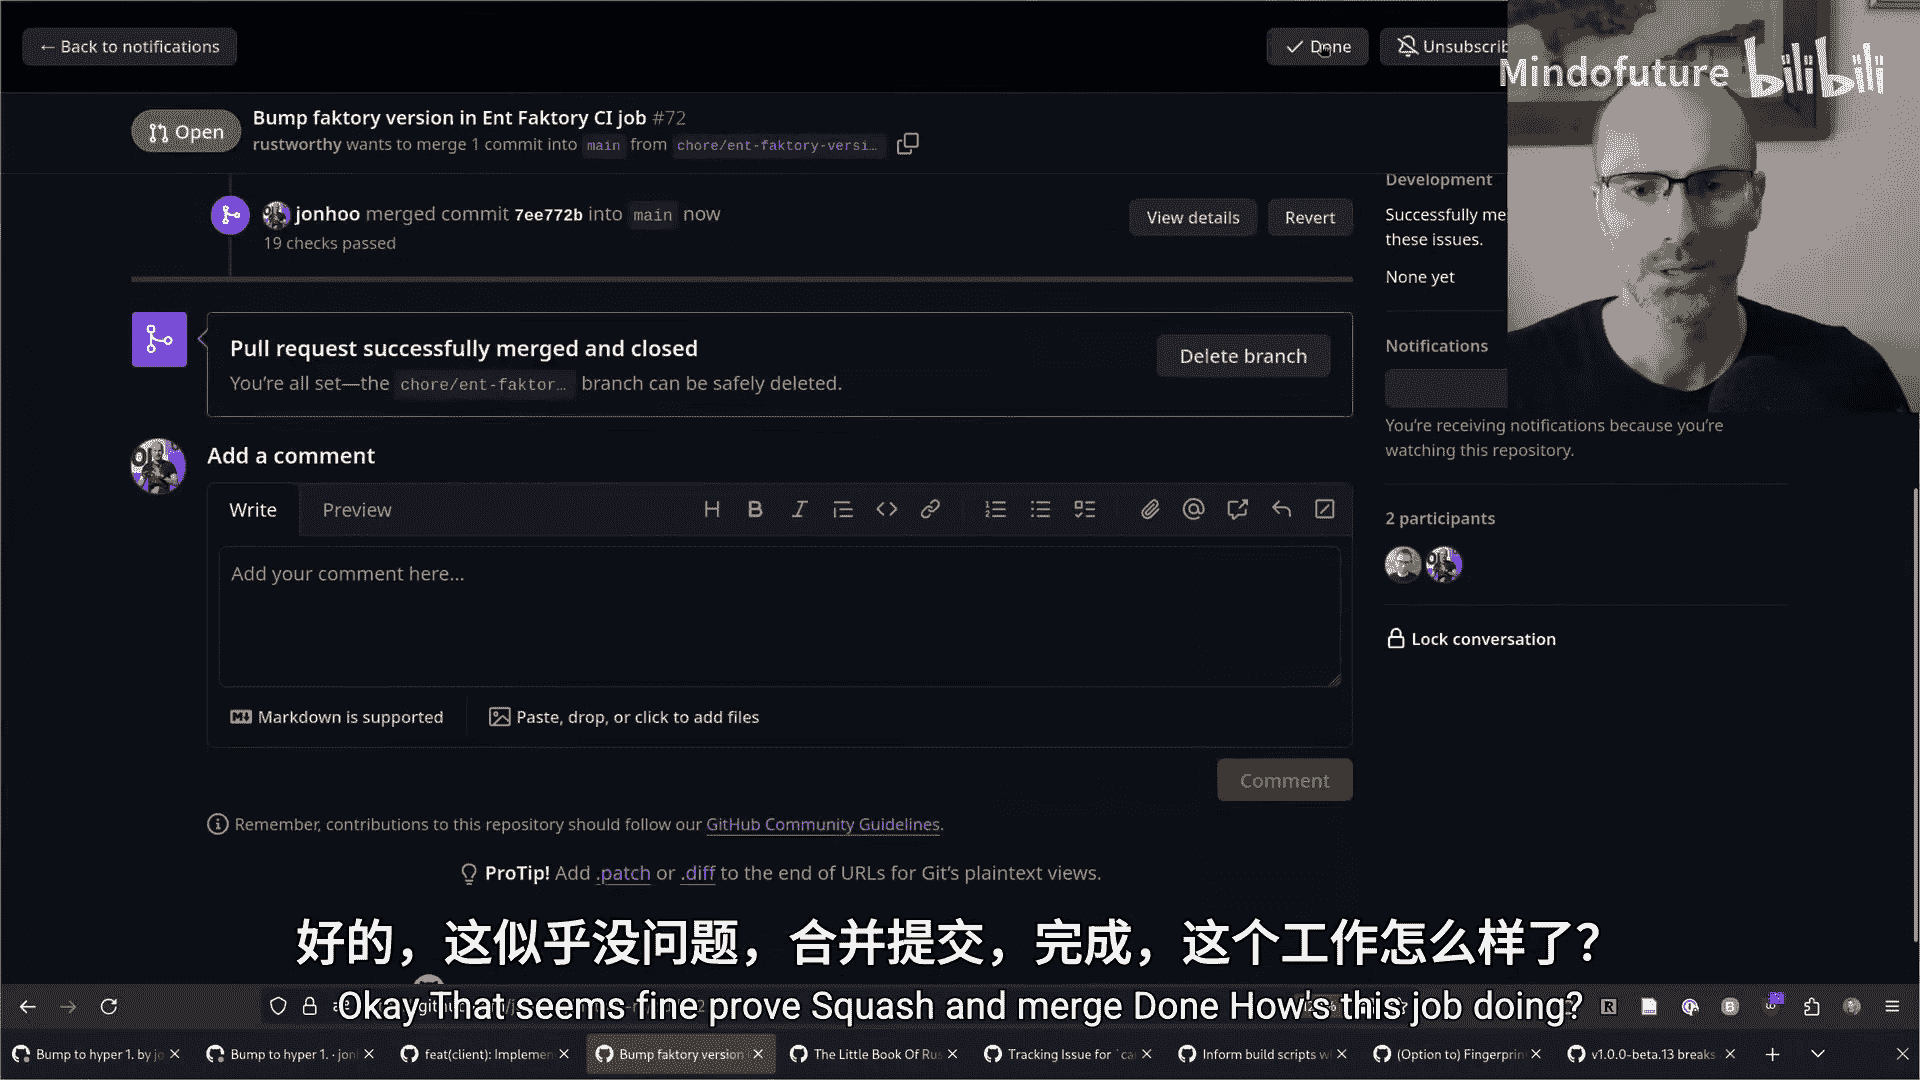 ← Back to notifications
Done
Unsubscrib
Mindofuture bilibili
Open
Bump faktory version in Ent Faktory CI job #72
rustworthy wants to merge 1 commit into main from chore/ent-faktory-versi…
Development
jonhoo merged commit 7ee772b into main now
View details
Revert
Successfully me
these issues.
19 checks passed
None yet
Pull request successfully merged and closed
You're all set—the chore/ent-faktor… branch can be safely deleted.
Delete branch
Notifications
You're receiving notifications because you're
watching this repository.
Add a comment
Write
Preview
2 participants
Add your comment here...
Lock conversation
Markdown is supported
Paste, drop, or click to add files
Comment
Remember, contributions to this repository should follow our GitHub Community Guidelines.
ProTip! Add .patch or .diff to the end of URLs for Git's plaintext views.
好的，这似乎没问题，合并提交，完成，这个工作怎么样了？
Okay That seems fine prove Squash and merge Done How's this job doing?
Bump to hyper 1. by jo
Bump to hyper 1. · jon
feat(client): Implemen
Bump faktory version
The Little Book Of Rus
Tracking Issue for `ca
Inform build scripts w
(Option to) Fingerprin
v1.0.0-beta.13 breaks